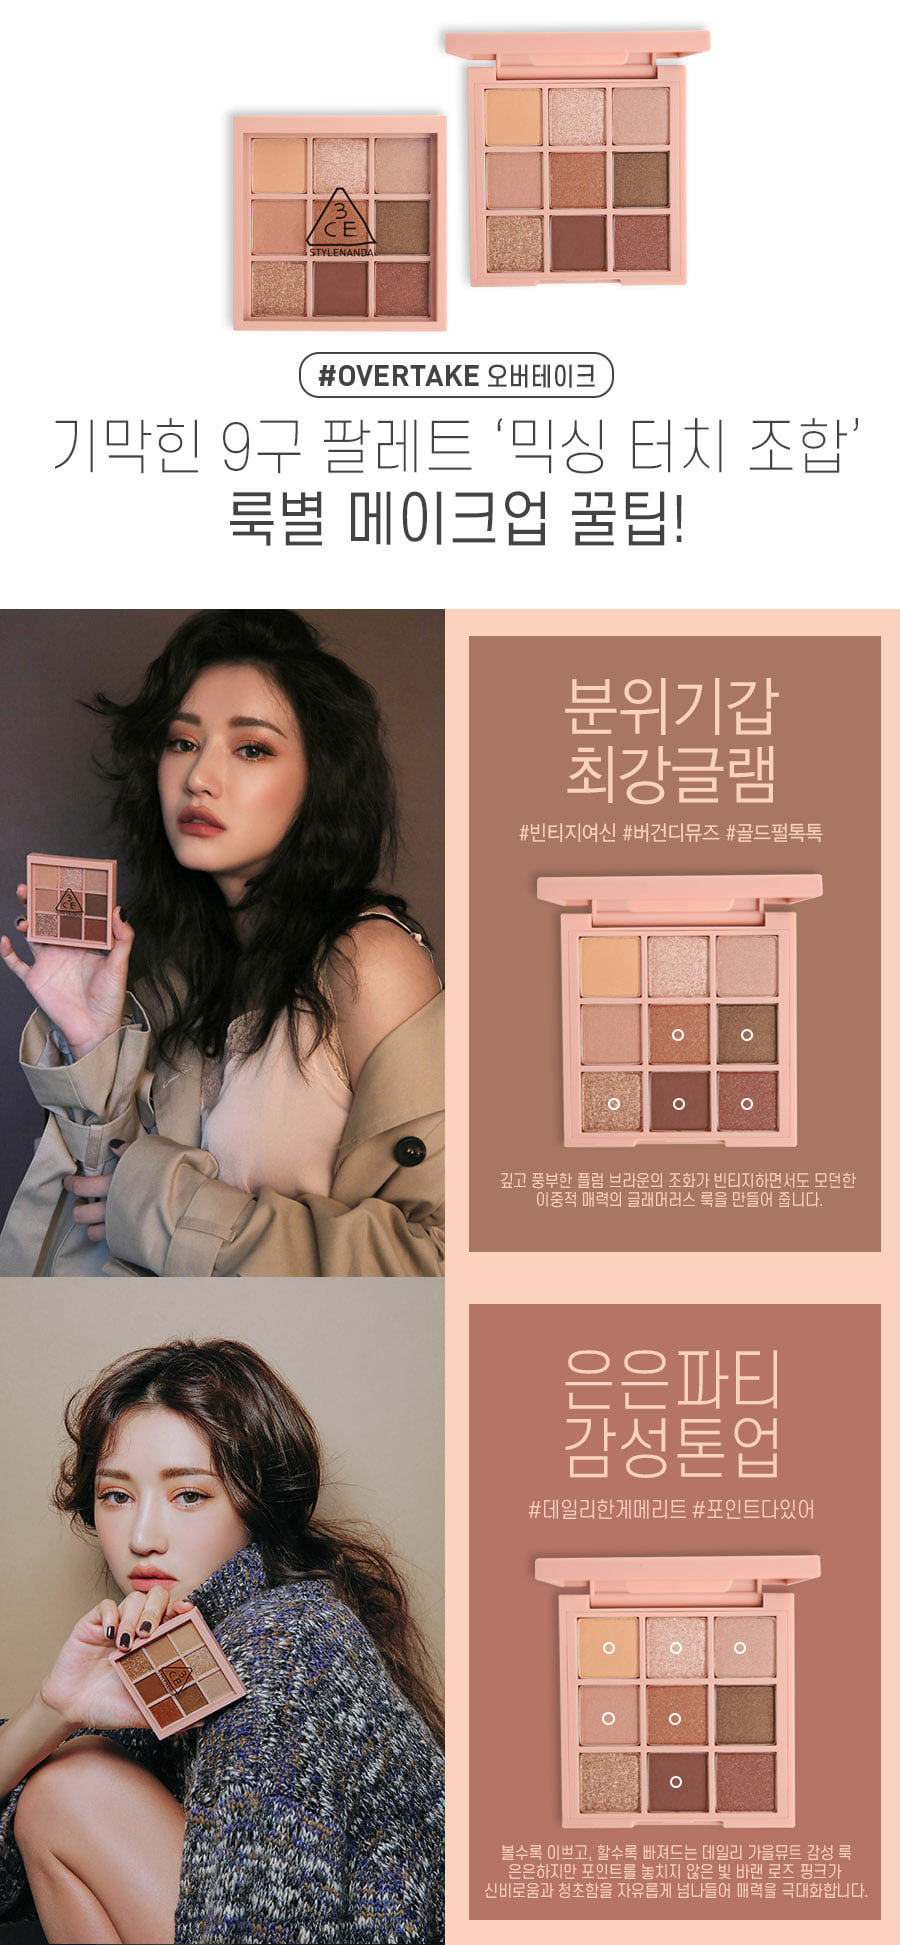 3
CE
STYLENANDA
#OVERTAKE 오버테이크
기막힌 9구 팔레트 ‘믹싱 터치 조합’
룩별 메이크업 꿀팁!
분위기갑
최강글램
#빈티지여신 #버건디뮤즈 #골드펄톡톡
3
CE
깊고 풍부한 플럼 브라운의 조화가 빈티지하면서도 모던한
이중적 매력의 글래머러스 룩을 만들어 줍니다.
은은파티
감성톤업
#데일리한게메리트 #포인트다있어
3
CE
볼수록 이쁘고, 할수록 빠져드는 데일리 가을뮤트 감성 룩
은은하지만 포인트를 놓치지 않은 빛 바랜 로즈 핑크가
신비로움과 청초함을 자유롭게 넘나들어 매력을 극대화합니다.